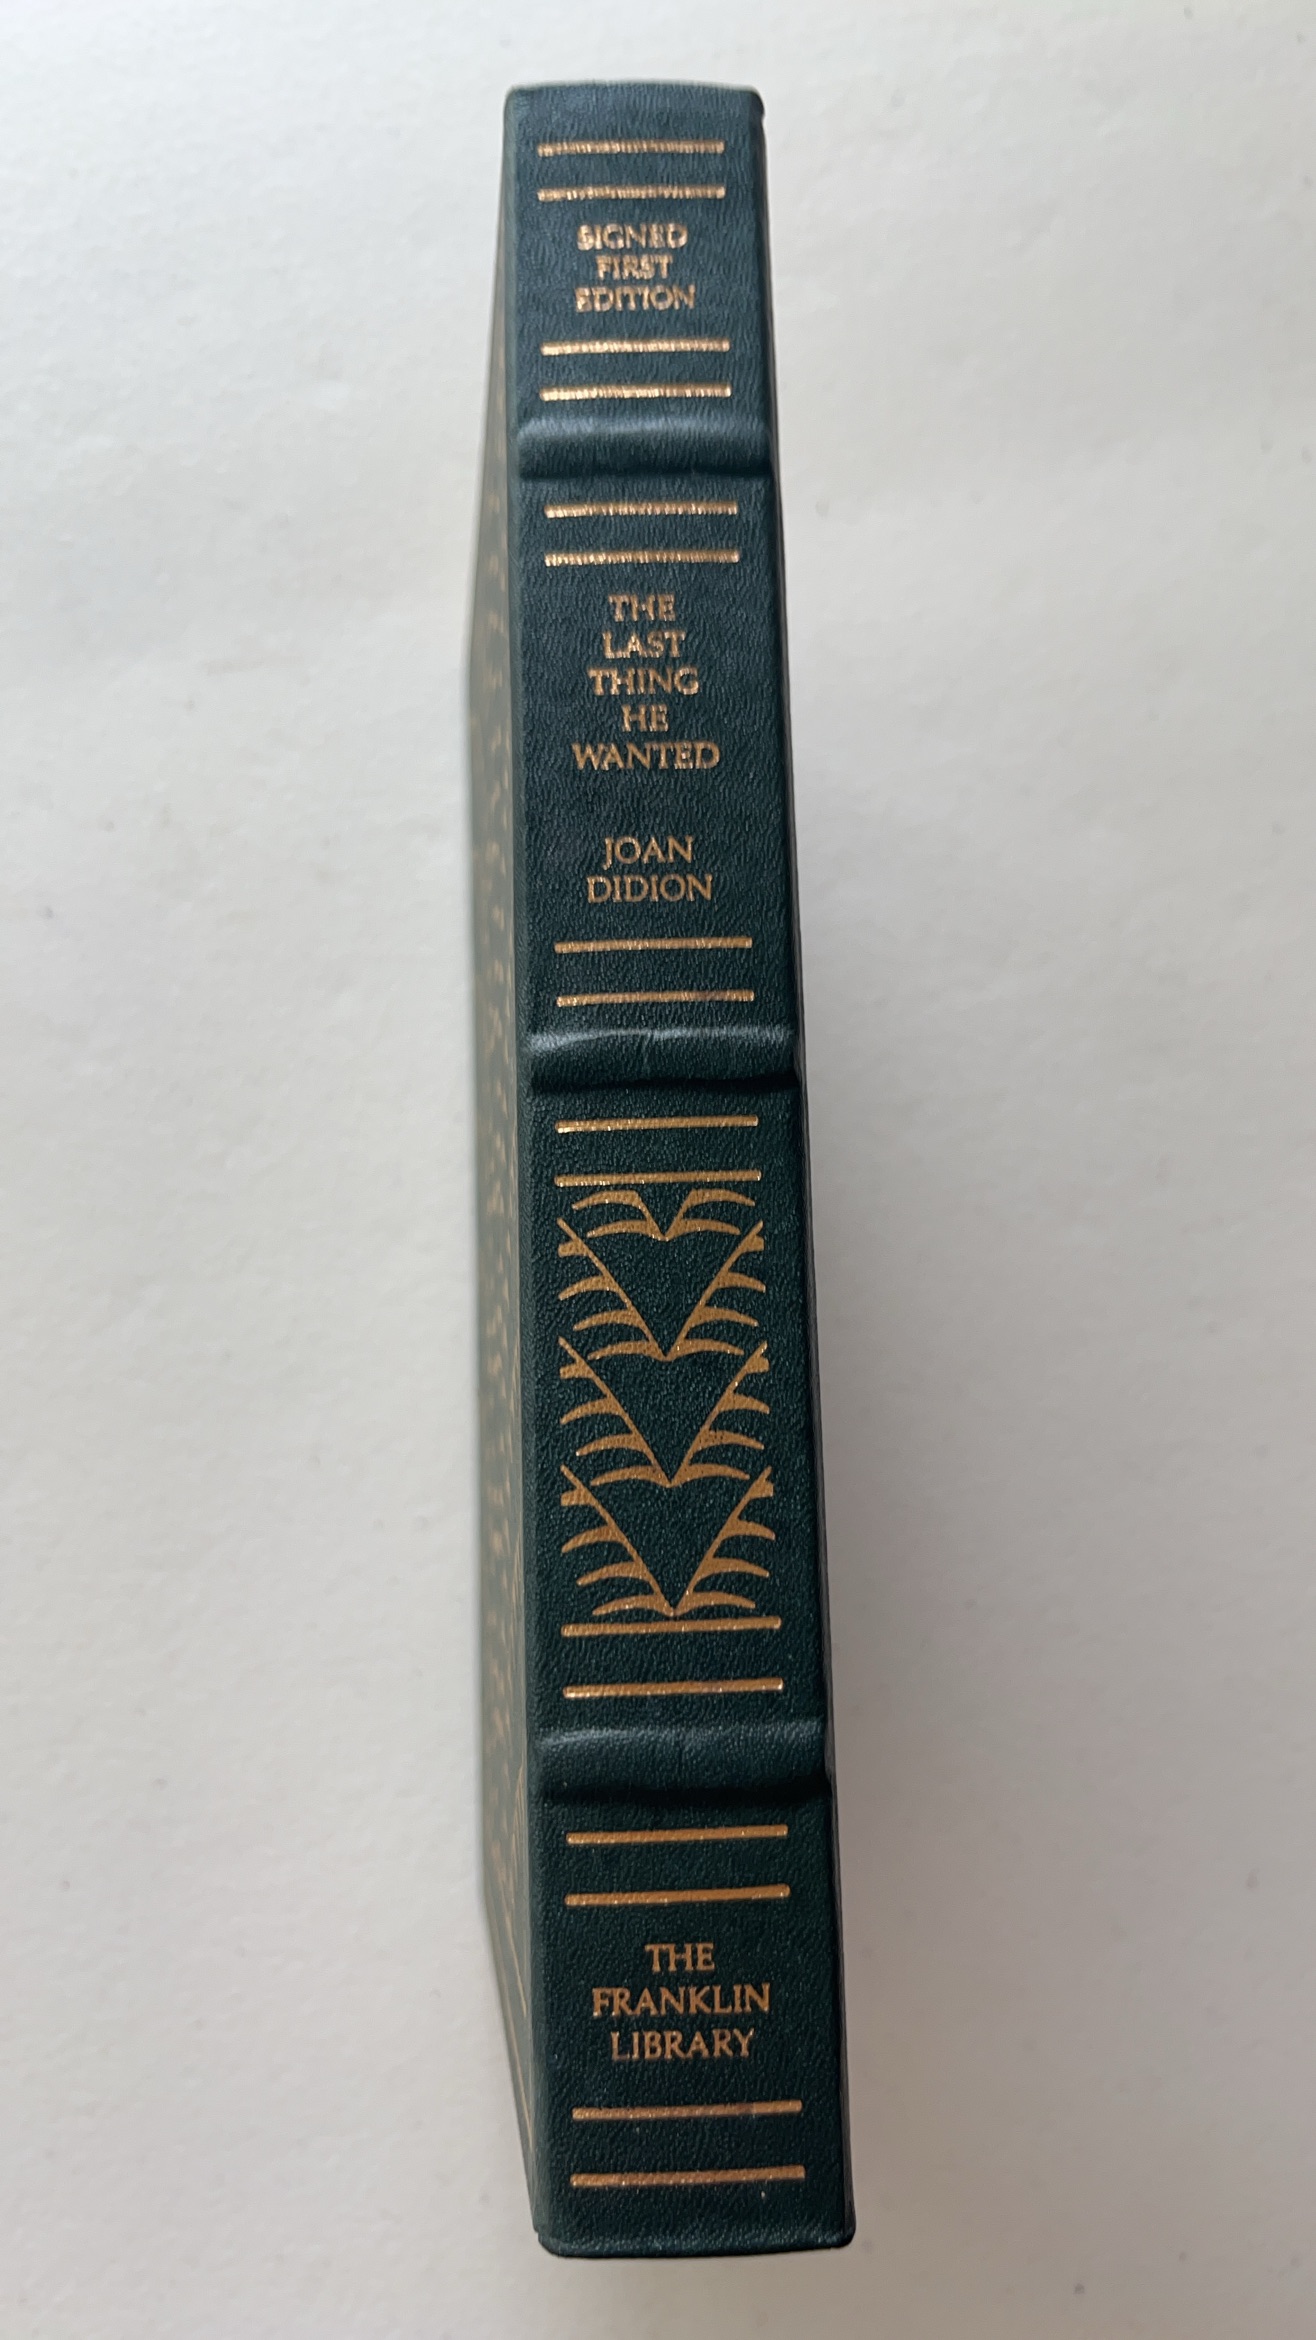 SIGNED
FIRST
EDITION
THE
LAST
THING
HE
WANTED
JOAN
DIDION
THE
FRANKLIN
LIBRARY